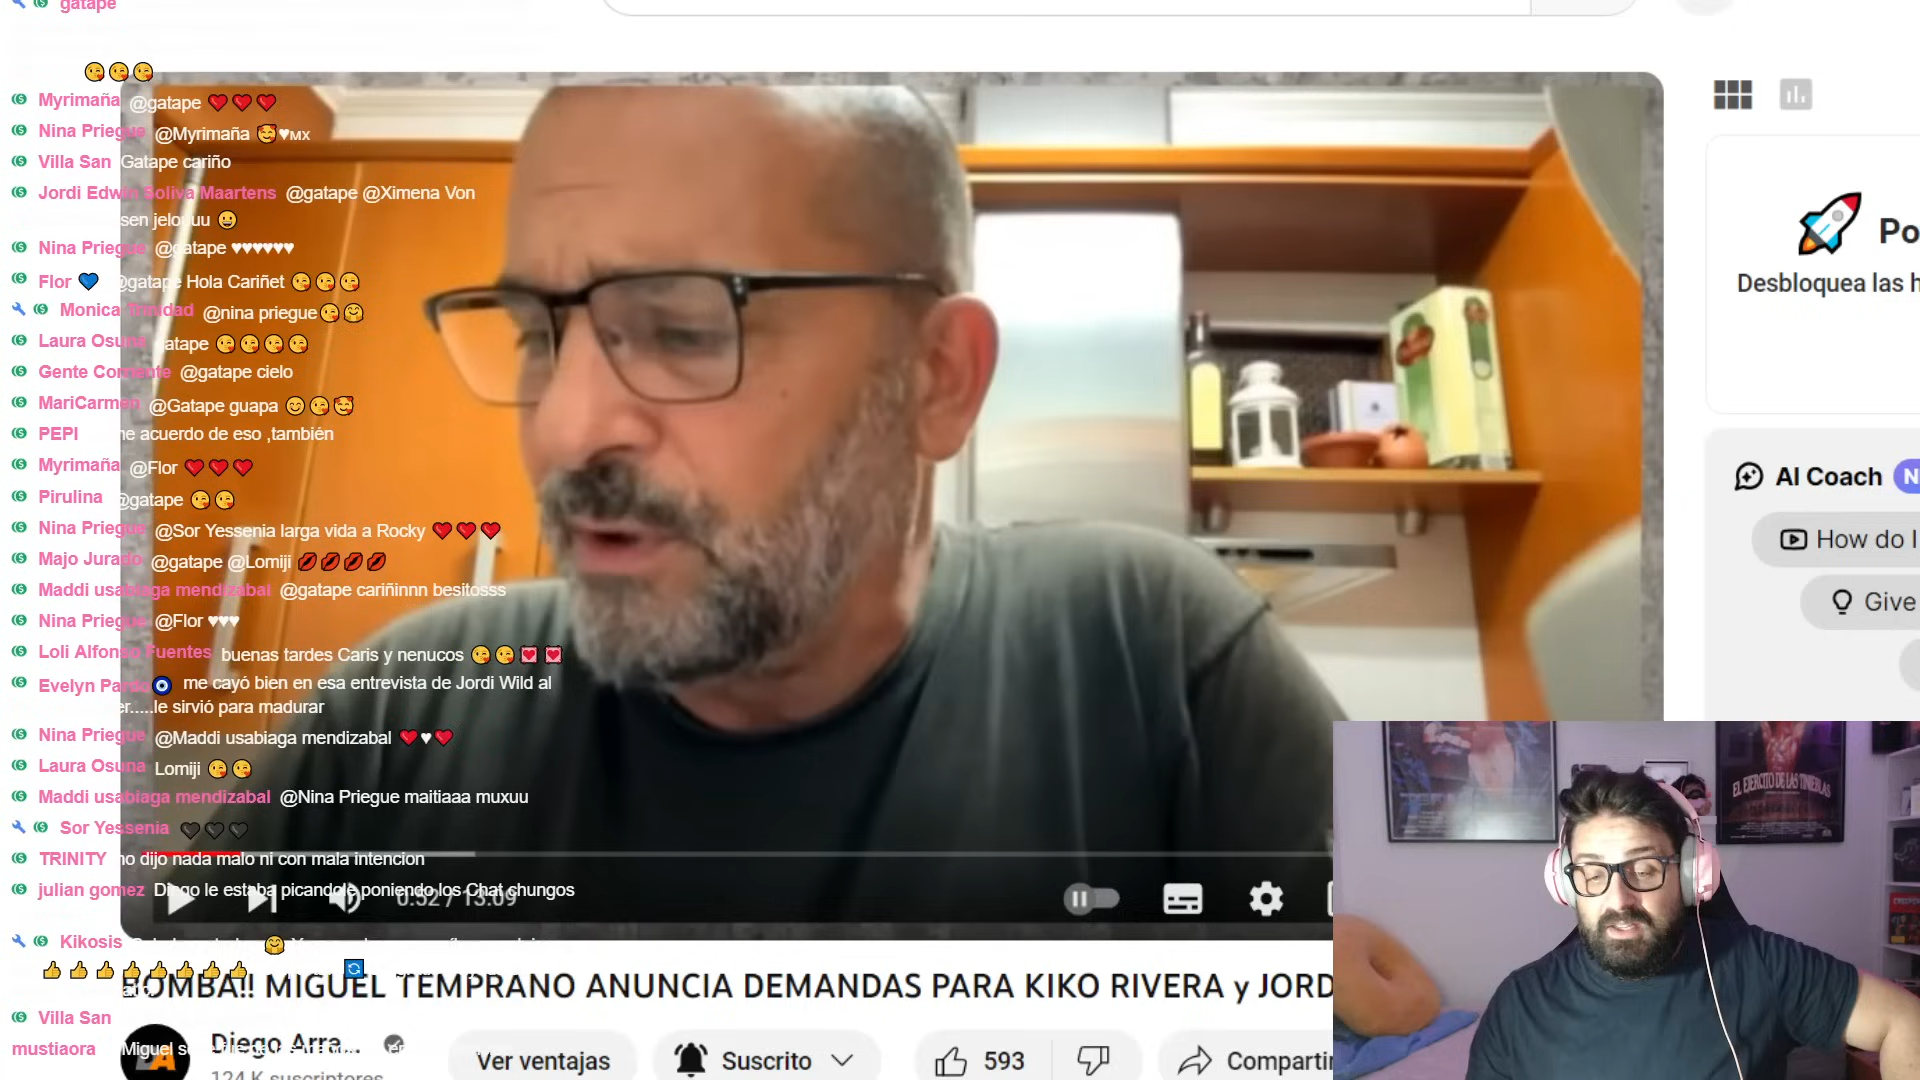 gatape
Myrimaña @gatape
Nina Priegue @Myrimaña
Villa San Gatape cariño
Jordi Edwin Soliva Maartens @gatape @Ximena Von
sen jelouuu
Nina Priegue @gatape
Flor @gatape Hola Cariñet
Monica Trinidad @nina priegue
Laura Osuna atape
Gente Corriente @gatape cielo
MariCarmen @Gatape guapa
PEPI me acuerdo de eso ,también
Myrimaña @Flor
Pirulina @gatape
Nina Priegue @Sor Yessenia larga vida a Rocky
Majo Jurado @gatape @Lomiji
Maddi usabiaga mendizabal @gatape cariñinnn besitosss
Nina Priegue @Flor
Loli Alfonso Fuentes buenas tardes Caris y nenucos
Evelyn Pardo me cayó bien en esa entrevista de Jordi Wild al
er.....le sirvió para madurar
Nina Priegue @Maddi usabiaga mendizabal
Laura Osuna Lomiji
Maddi usabiaga mendizabal @Nina Priegue maitiaaa muxuu
Sor Yessenia
TRINITY no dijo nada malo ni con mala intencion
julian gomez Diego le estaba picandole poniendo los Chat chungos
0:52 / 13:09
Kikosis
BOMBA!! MIGUEL TEMPRANO ANUNCIA DEMANDAS PARA KIKO RIVERA y JORD
Villa San
mustiaora Miguel
Diego Arra...
124 K suscriptores
Ver ventajas
Suscrito
593
Compartir
Po
Desbloquea las h
AI Coach N
How do I
Give
EL EJERCITO DE LAS TINIEBLAS